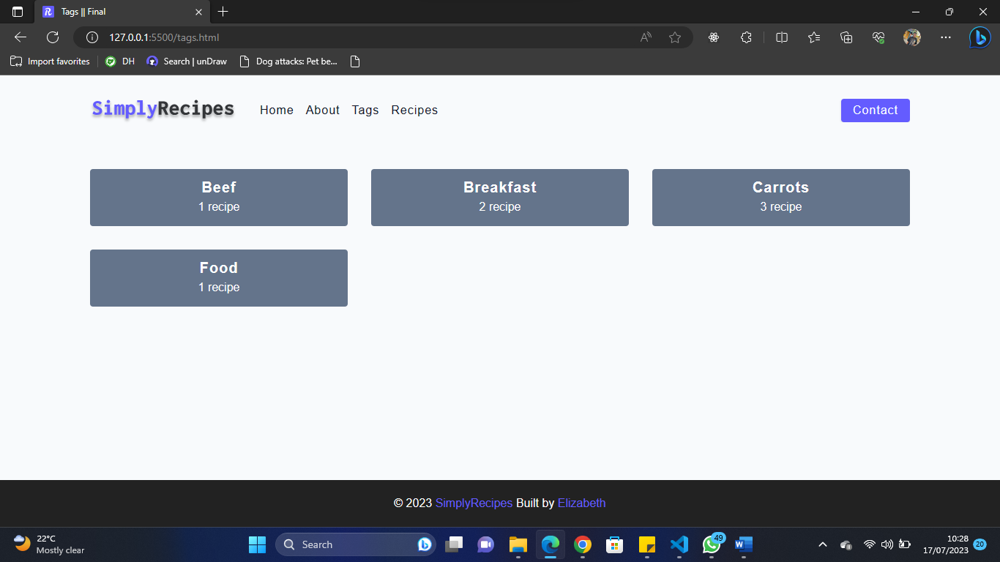 Tags || Final
127.0.0.1:5500/tags.html
Import favorites DH Search | unDraw Dog attacks: Pet be...
SimplyRecipes Home About Tags Recipes Contact
Beef Breakfast Carrots
1 recipe 2 recipe 3 recipe
Food
1 recipe
© 2023 SimplyRecipes Built by Elizabeth
22°C
Mostly clear
Search
49
10:28
17/07/2023
20